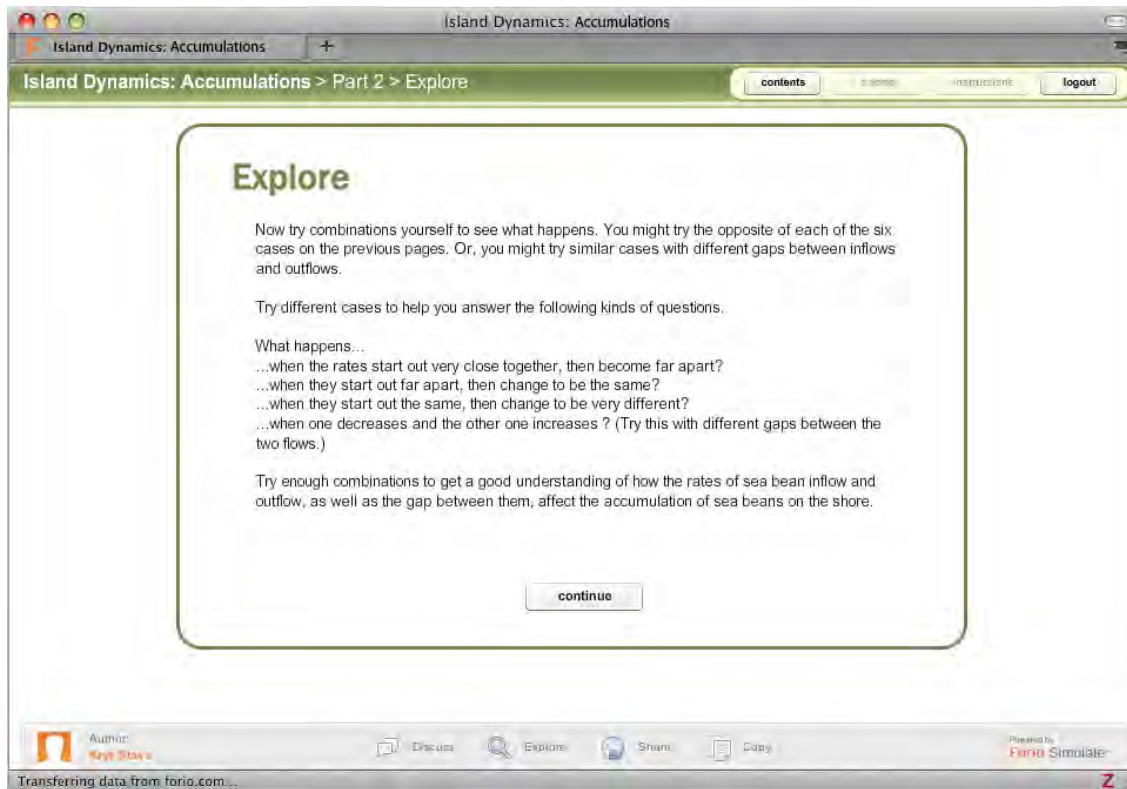 Island Dynamics: Accumulations
Island Dynamics: Accumulations +
Island Dynamics: Accumulations > Part 2 > Explore
contents instructions logout
Explore
Now try combinations yourself to see what happens. You might try the opposite of each of the six
cases on the previous pages. Or, you might try similar cases with different gaps between inflows
and outflows.
Try different cases to help you answer the following kinds of questions.
What happens...
...when the rates start out very close together, then become far apart?
...when they start out far apart, then change to be the same?
...when they start out the same, then change to be very different?
...when one decreases and the other one increases ? (Try this with different gaps between the
two flows.)
Try enough combinations to get a good understanding of how the rates of sea bean inflow and
outflow, as well as the gap between them, affect the accumulation of sea beans on the shore.
continue
Author:
Discuss Explore Share Copy
Powered by
Forio Simulate
Transferring data from forio.com...
Z